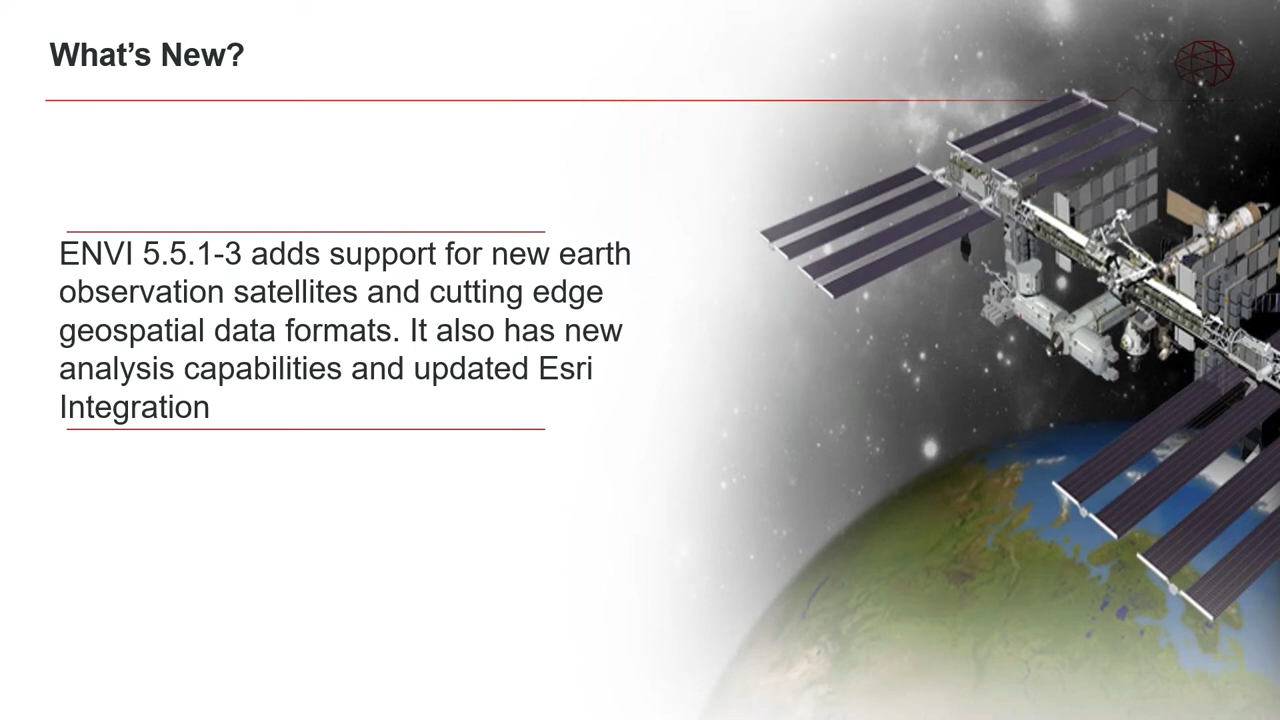 What’s New?
ENVI 5.5.1-3 adds support for new earth
observation satellites and cutting edge
geospatial data formats. It also has new
analysis capabilities and updated Esri
Integration